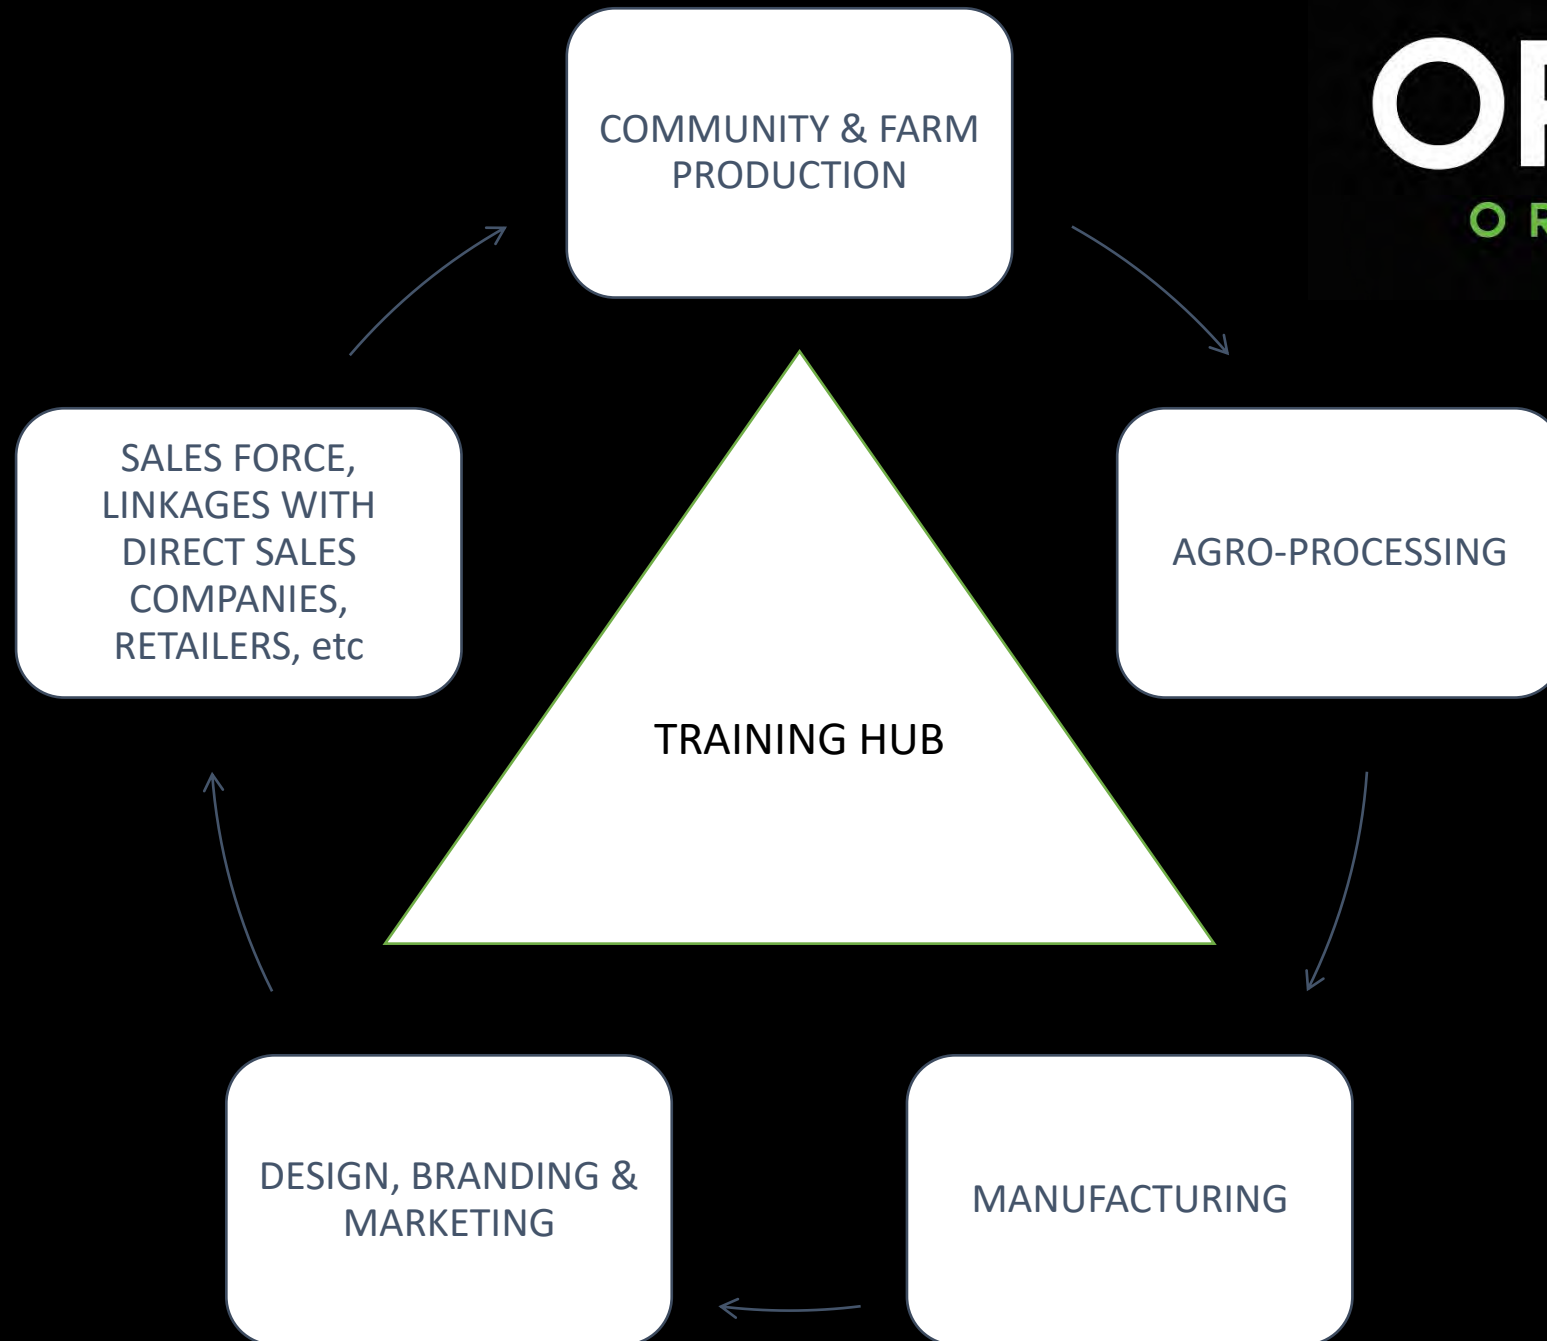 COMMUNITY & FARM
PRODUCTION
SALES FORCE,
LINKAGES WITH
DIRECT SALES
COMPANIES,
RETAILERS, etc
AGRO-PROCESSING
TRAINING HUB
DESIGN, BRANDING &
MARKETING
MANUFACTURING